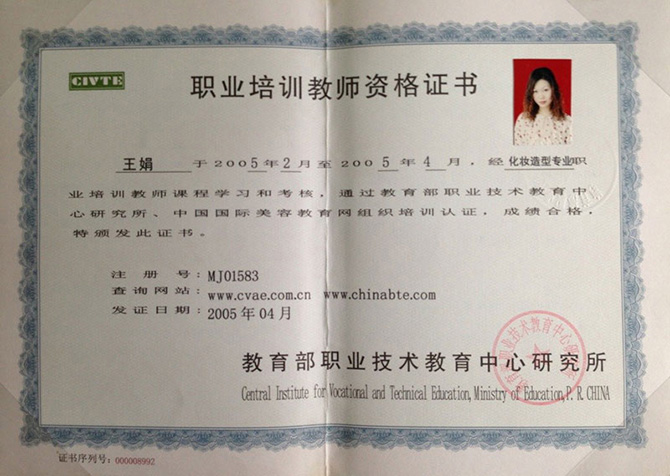 CIVTE
职业培训教师资格证书
王娟 于2005年2月至2005年4月，经化妆造型专业职
业培训教师课程学习和考核，通过教育部职业技术教育中
心研究所、中国国际美容教育网组织培训认证，成绩合格，
特颁发此证书。
注册号：MJ01583
查询网站：www.cvae.com.cn www.chinabte.com
发证日期：2005年04月
教育部职业技术教育中心研究所
Central Institute for Vocational and Technical Education, Ministry of Education, P. R. CHINA
证书序列号：000008992